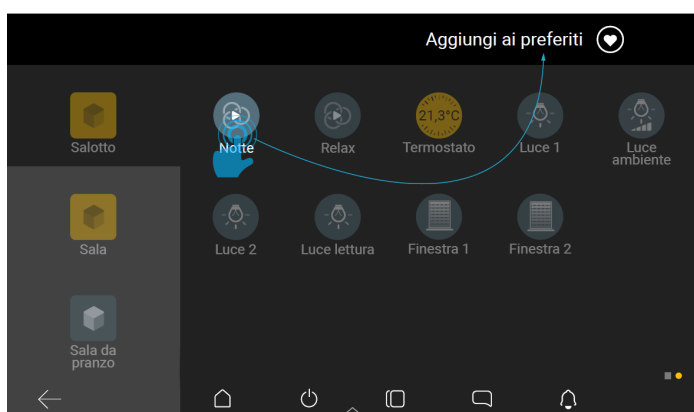 Aggiungi ai preferiti
Salotto
Notte
Relax
21,3°C
Termostato
Luce 1
Luce
ambiente
Sala
Luce 2
Luce lettura
Finestra 1
Finestra 2
Sala da
pranzo